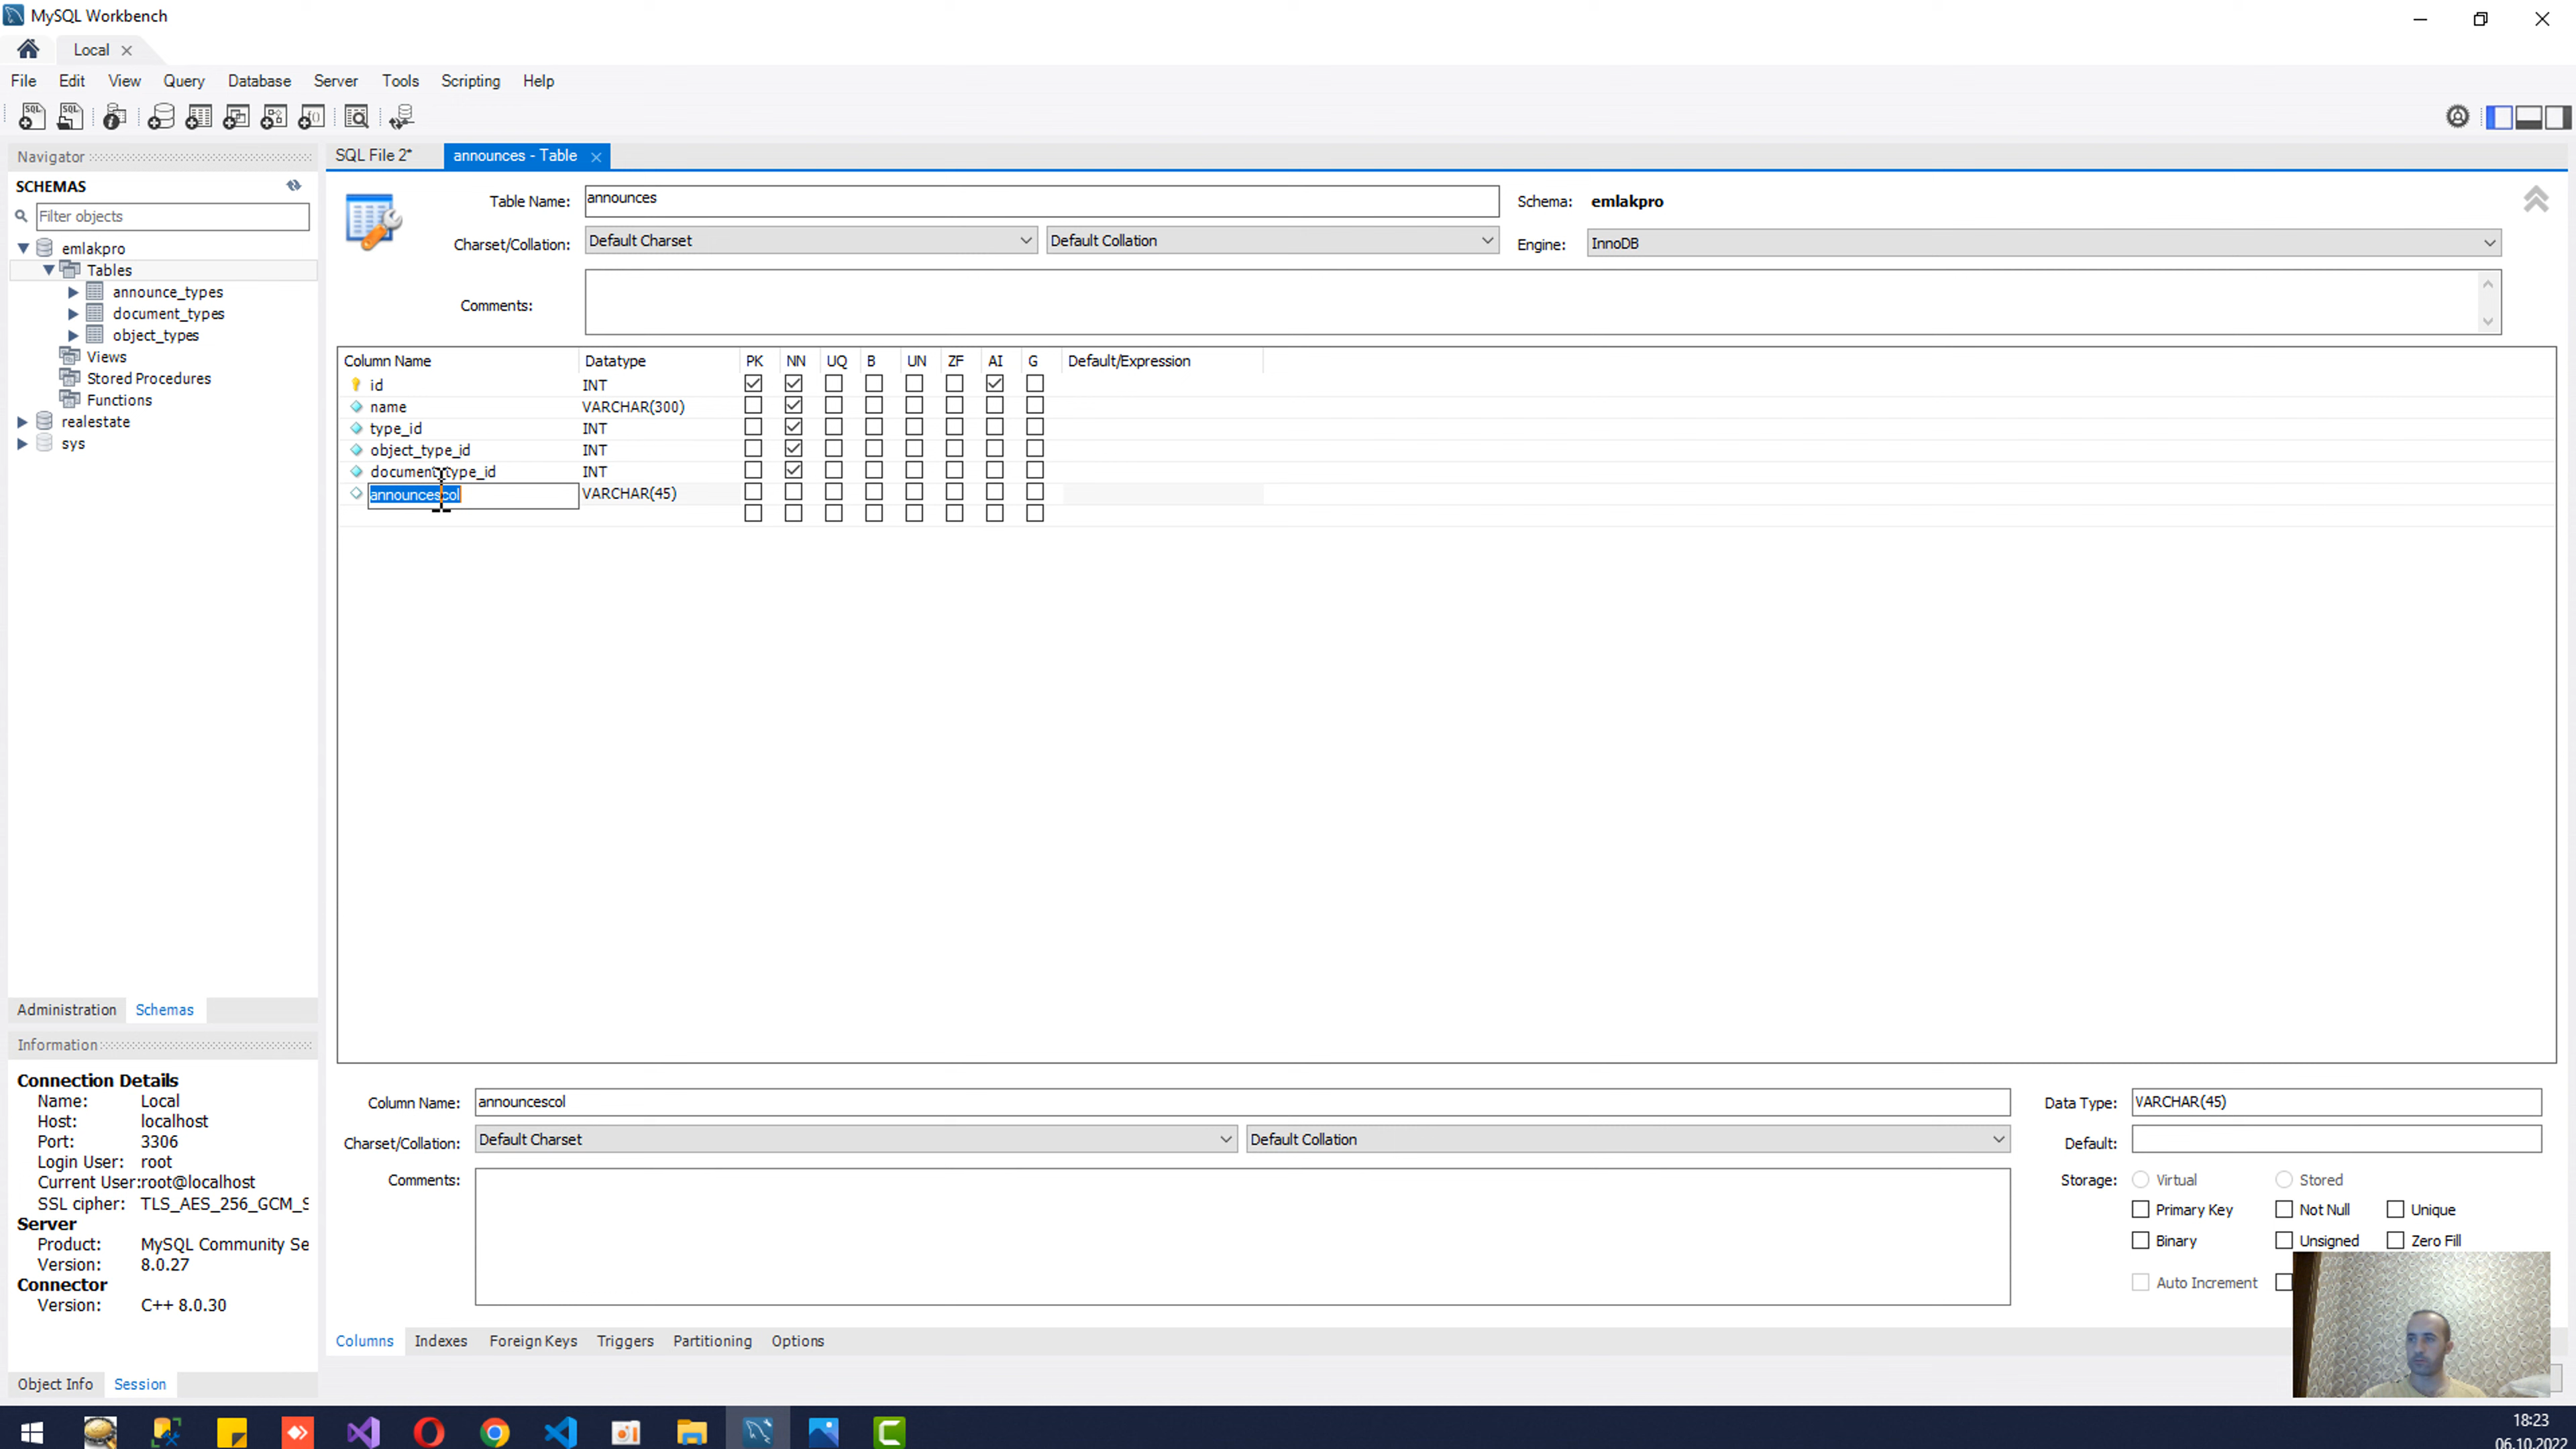 MySQL Workbench
Local
File Edit View Query Database Server Tools Scripting Help
Navigator
SCHEMAS
Filter objects
emlakpro
Tables
announce_types
document_types
object_types
Views
Stored Procedures
Functions
realestate
sys
Administration Schemas
Information
Connection Details
Name: Local
Host: localhost
Port: 3306
Login User: root
Current User:root@localhost
SSL cipher: TLS_AES_256_GCM_S
Server
Product: MySQL Community Se
Version: 8.0.27
Connector
Version: C++ 8.0.30
Object Info Session
SQL File 2* announces - Table
Table Name: announces Schema: emlakpro
Charset/Collation: Default Charset Default Collation Engine: InnoDB
Comments:
Column Name Datatype PK NN UQ B UN ZF AI G Default/Expression
id INT
name VARCHAR(300)
type_id INT
object_type_id INT
document_type_id INT
announcescol VARCHAR(45)
Column Name: announcescol Data Type: VARCHAR(45)
Charset/Collation: Default Charset Default Collation Default:
Comments: Storage: Virtual Stored
Primary Key Not Null Unique
Binary Unsigned Zero Fill
Auto Increment
Columns Indexes Foreign Keys Triggers Partitioning Options
18:23
06.10.2022